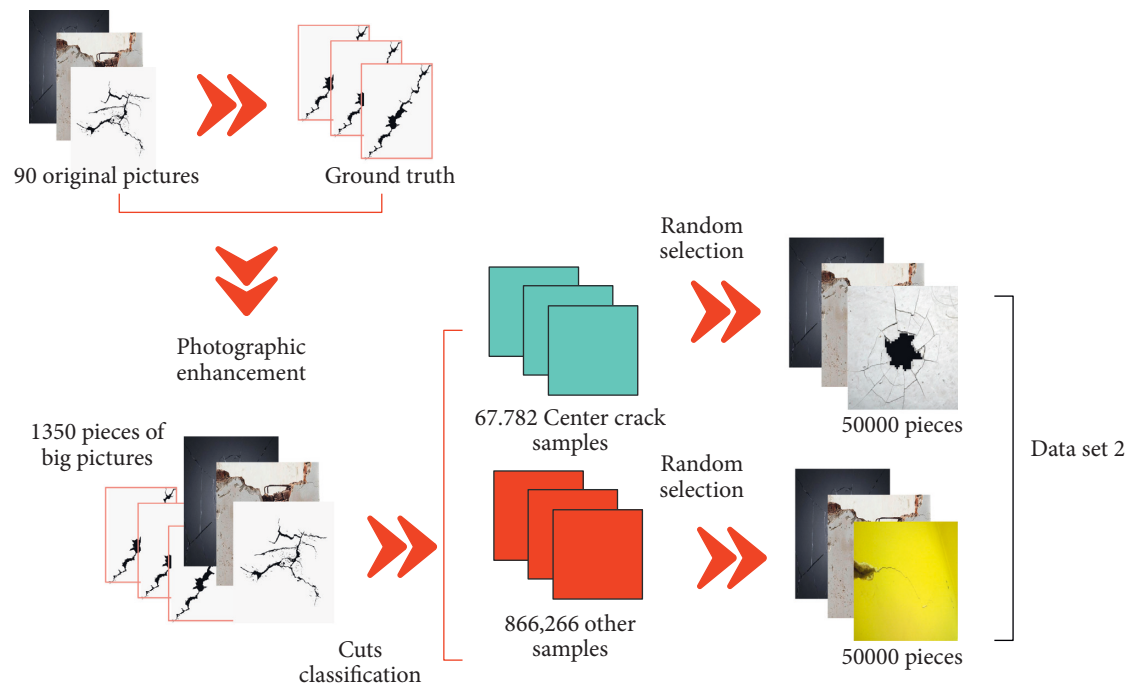 90 original pictures
Ground truth
Photographic
enhancement
1350 pieces of
big pictures
Cuts
classification
67.782 Center crack
samples
866,266 other
samples
Random
selection
50000 pieces
Random
selection
50000 pieces
Data set 2